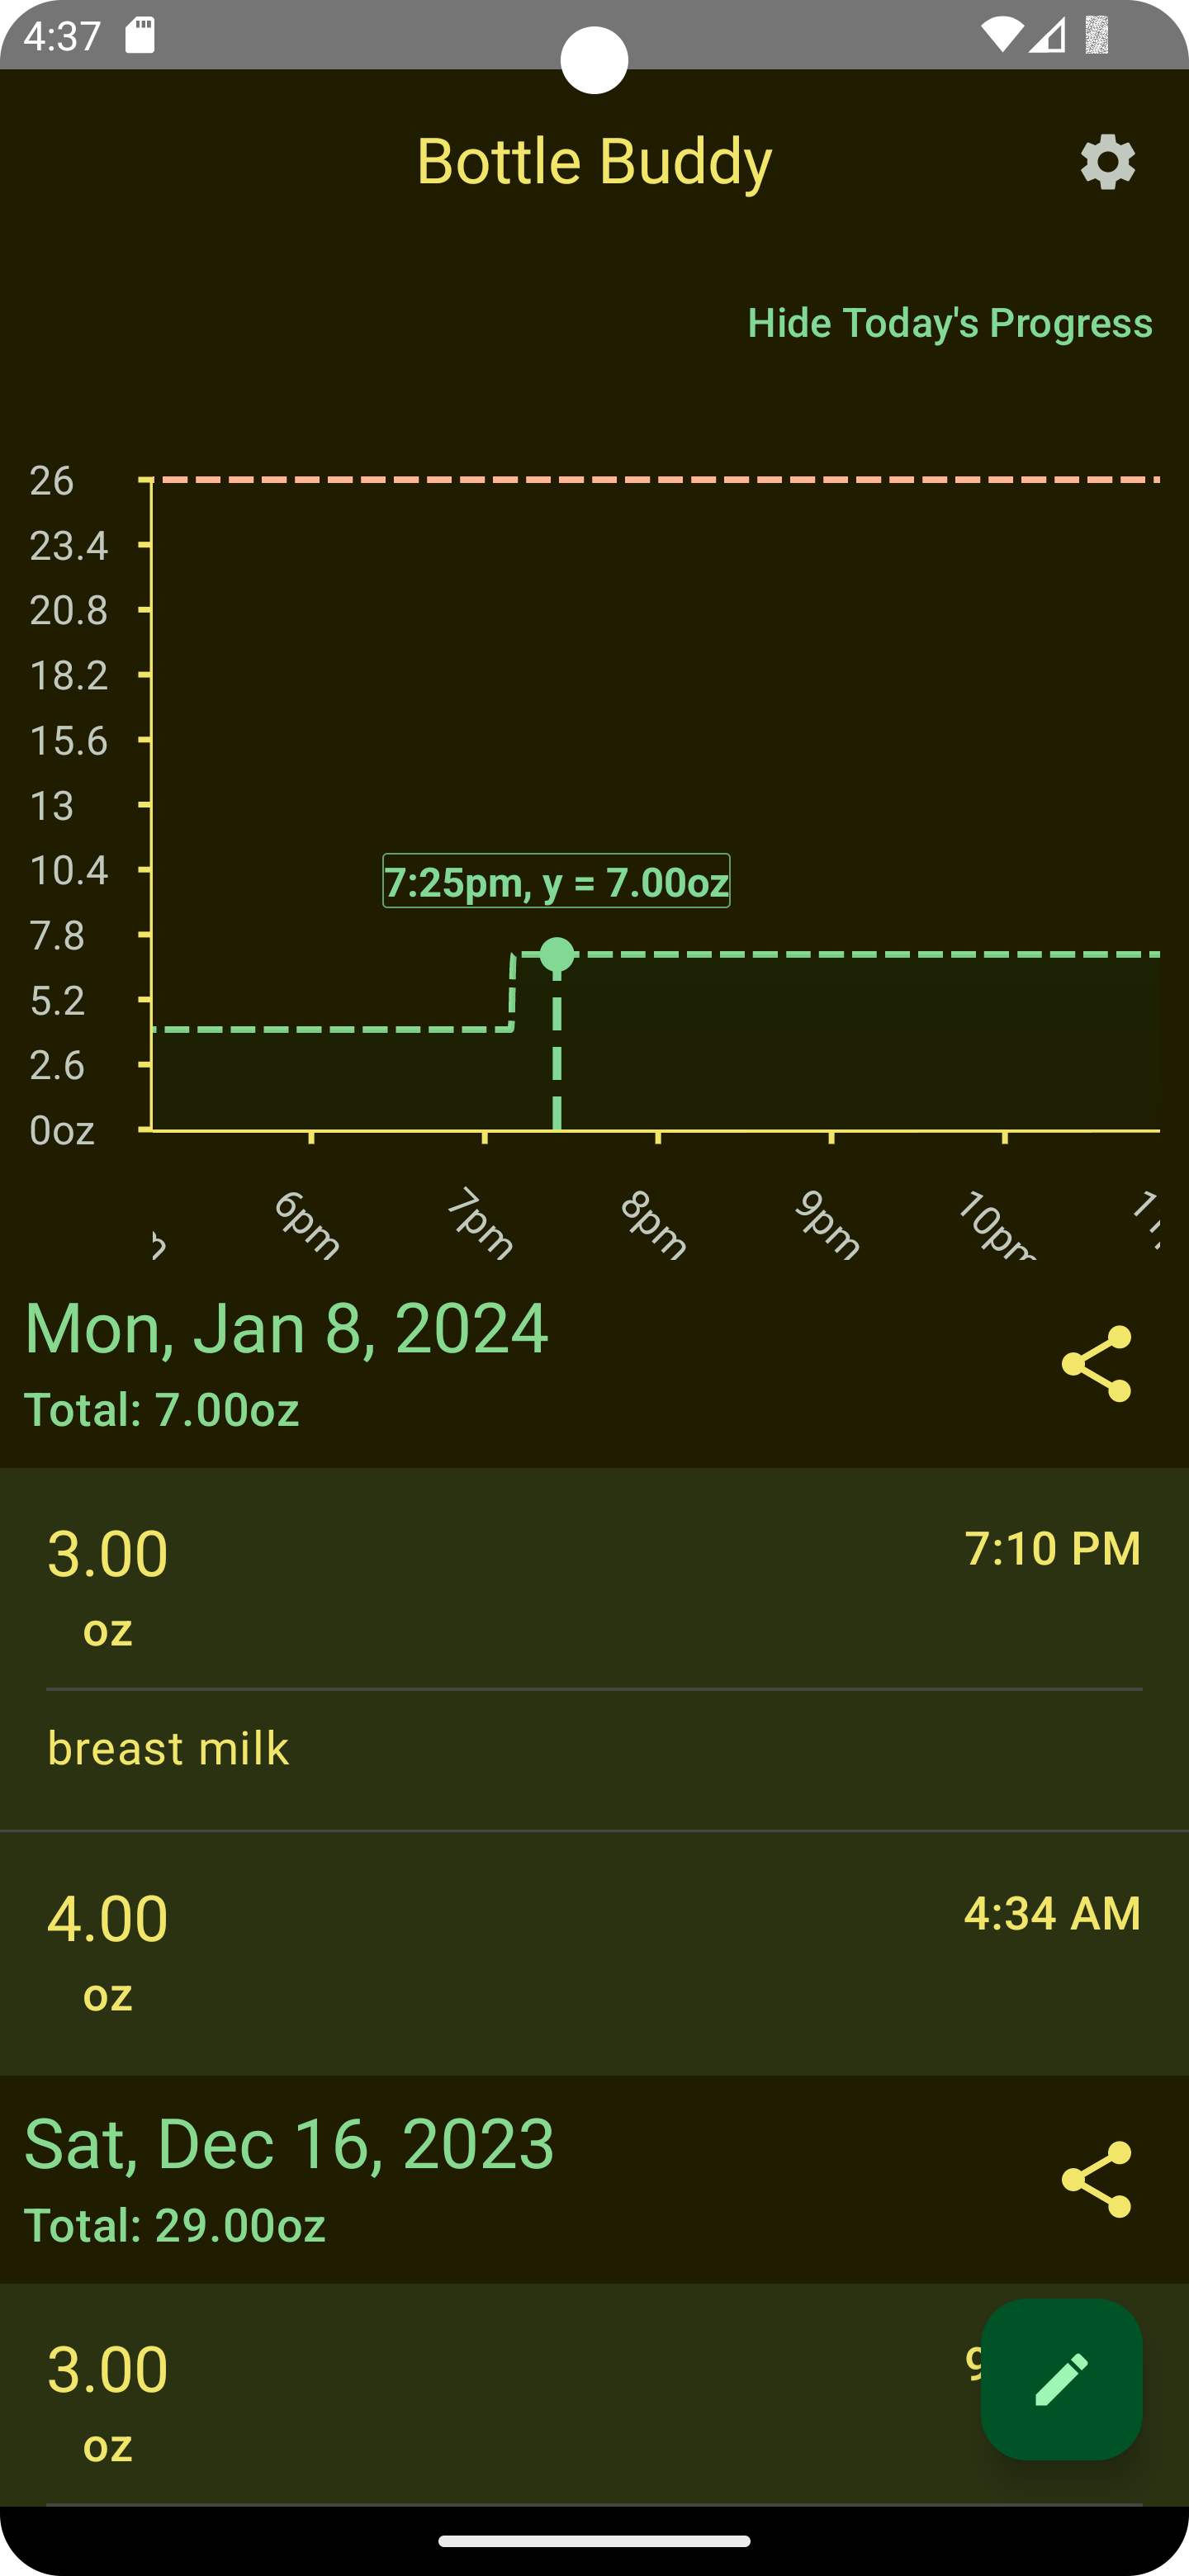 4:37
Bottle Buddy
Hide Today's Progress
26
23.4
20.8
18.2
15.6
13
10.4
7:25pm, y = 7.00oz
7.8
5.2
2.6
0oz
6pm 7pm 8pm 9pm 10pm
Mon, Jan 8, 2024
Total: 7.00oz
3.00
7:10 PM
oz
breast milk
4.00
4:34 AM
oz
Sat, Dec 16, 2023
Total: 29.00oz
3.00
oz